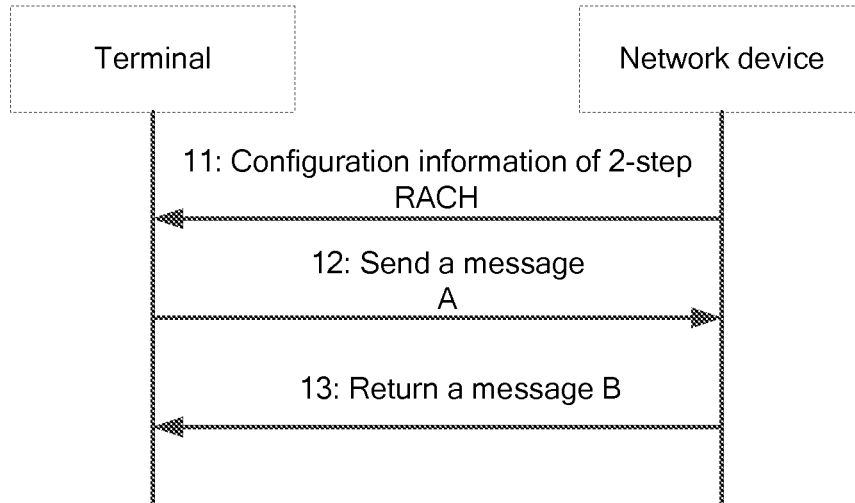 Terminal
Network device
11: Configuration information of 2-step
RACH
12: Send a message
A
13: Return a message B